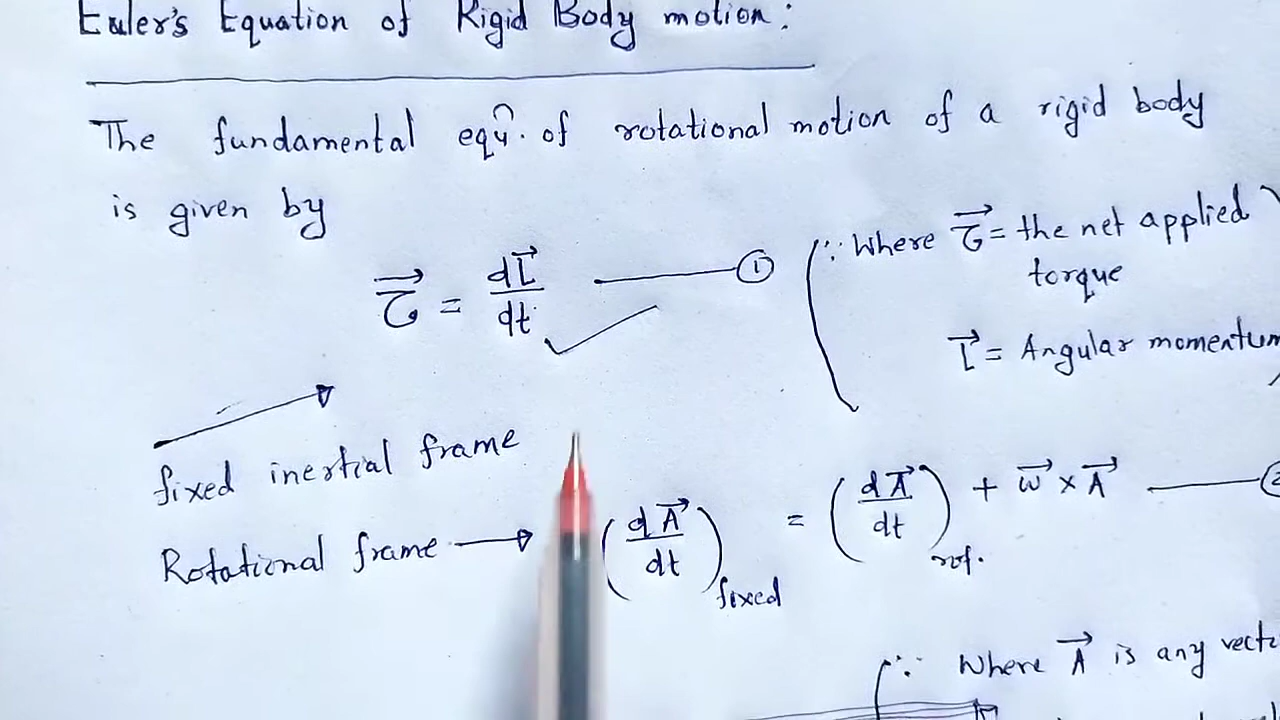 Euler's Equation of Rigid Body motion:
The fundamental equⁿ. of rotational motion of a rigid body
is given by
τ⃗ = dL⃗/dt —— ①
(∵ Where τ⃗ = the net applied
torque
L⃗ = Angular momentum
fixed inertial frame
Rotational frame → (dA⃗/dt)fixed = (dA⃗/dt)rot. + ω⃗ × A⃗ —— ②
(∵ Where A⃗ is any